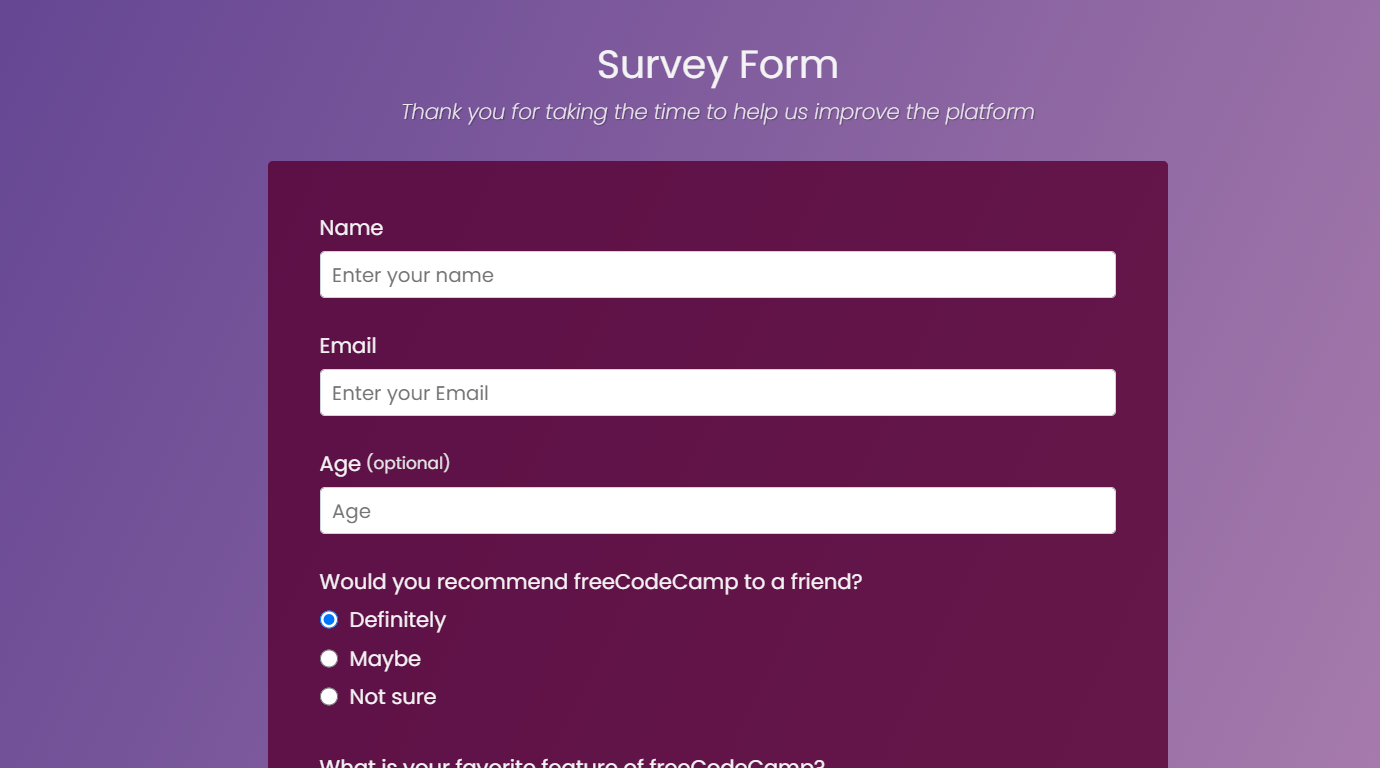 Survey Form
Thank you for taking the time to help us improve the platform
Name
Enter your name
Email
Enter your Email
Age (optional)
Age
Would you recommend freeCodeCamp to a friend?
Definitely
Maybe
Not sure
What is your favorite feature of freeCodeCamp?